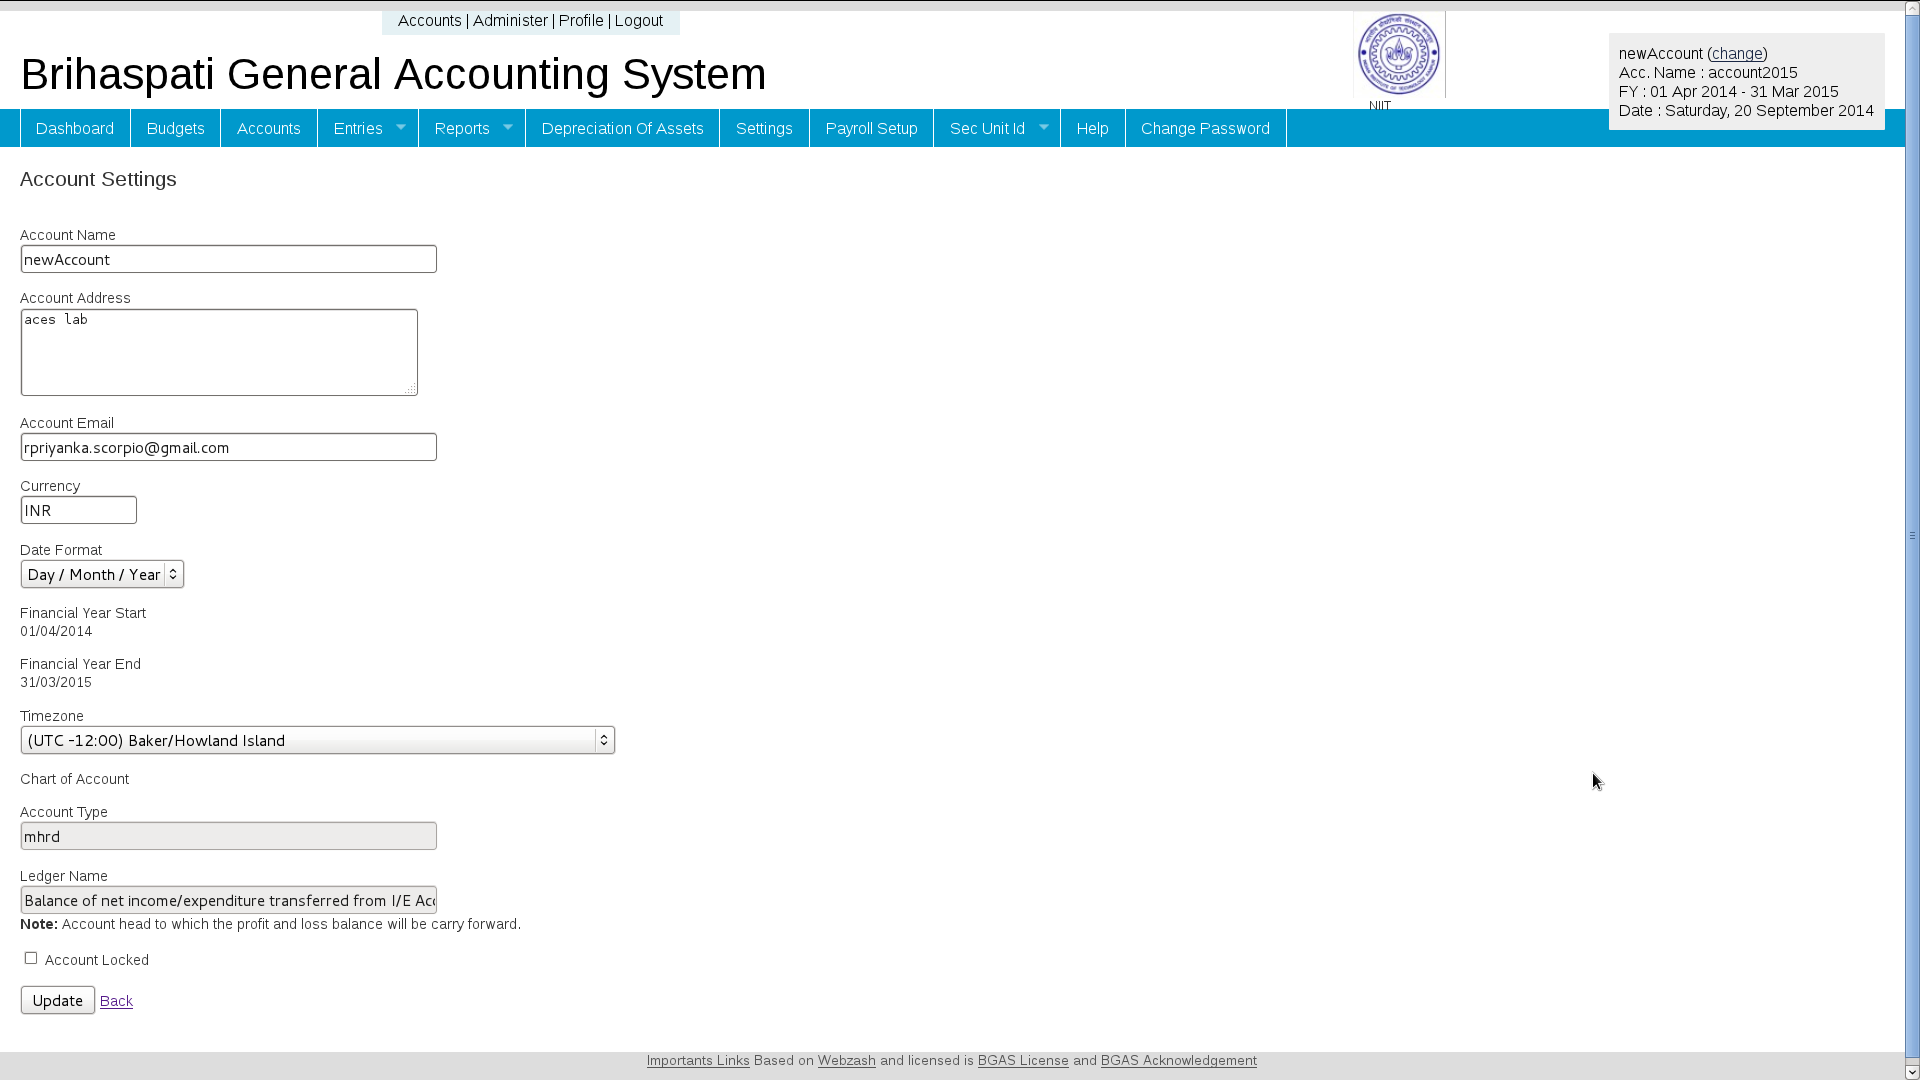 Accounts | Administer | Profile | Logout
Brihaspati General Accounting System
NIIT
newAccount (change)
Acc. Name : account2015
FY : 01 Apr 2014 - 31 Mar 2015
Date : Saturday, 20 September 2014
Dashboard Budgets Accounts Entries Reports Depreciation Of Assets Settings Payroll Setup Sec Unit Id Help Change Password
Account Settings
Account Name
newAccount
Account Address
aces lab
Account Email
rpriyanka.scorpio@gmail.com
Currency
INR
Date Format
Day / Month / Year
Financial Year Start
01/04/2014
Financial Year End
31/03/2015
Timezone
(UTC -12:00) Baker/Howland Island
Chart of Account
Account Type
mhrd
Ledger Name
Balance of net income/expenditure transferred from I/E Acc
Note: Account head to which the profit and loss balance will be carry forward.
Account Locked
Update Back
Importants Links Based on Webzash and licensed is BGAS License and BGAS Acknowledgement